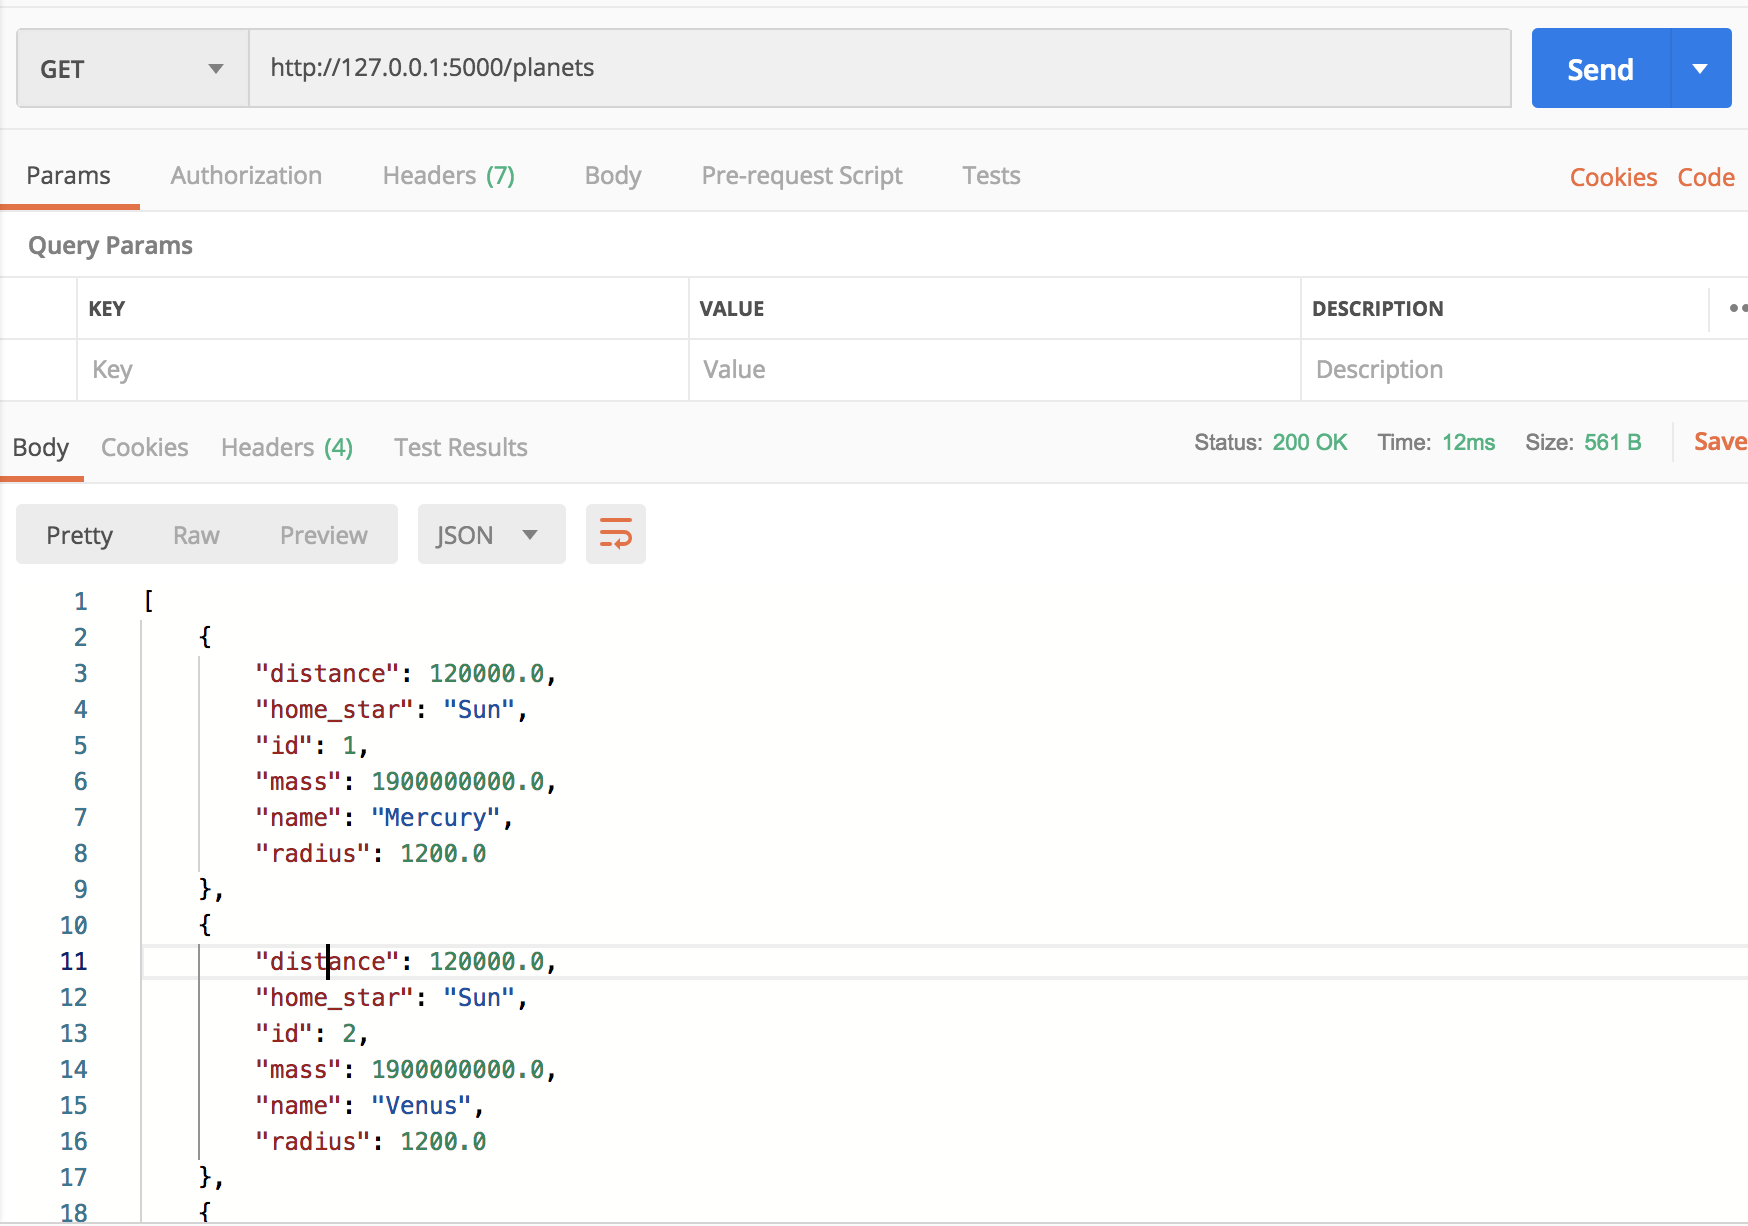 GET http://127.0.0.1:5000/planets Send
Params Authorization Headers (7) Body Pre-request Script Tests Cookies Code
Query Params
KEY VALUE DESCRIPTION
Key Value Description
Body Cookies Headers (4) Test Results Status: 200 OK Time: 12ms Size: 561 B Save
Pretty Raw Preview JSON
1 [
2 {
3 "distance": 120000.0,
4 "home_star": "Sun",
5 "id": 1,
6 "mass": 1900000000.0,
7 "name": "Mercury",
8 "radius": 1200.0
9 },
10 {
11 "distance": 120000.0,
12 "home_star": "Sun",
13 "id": 2,
14 "mass": 1900000000.0,
15 "name": "Venus",
16 "radius": 1200.0
17 },
18 {